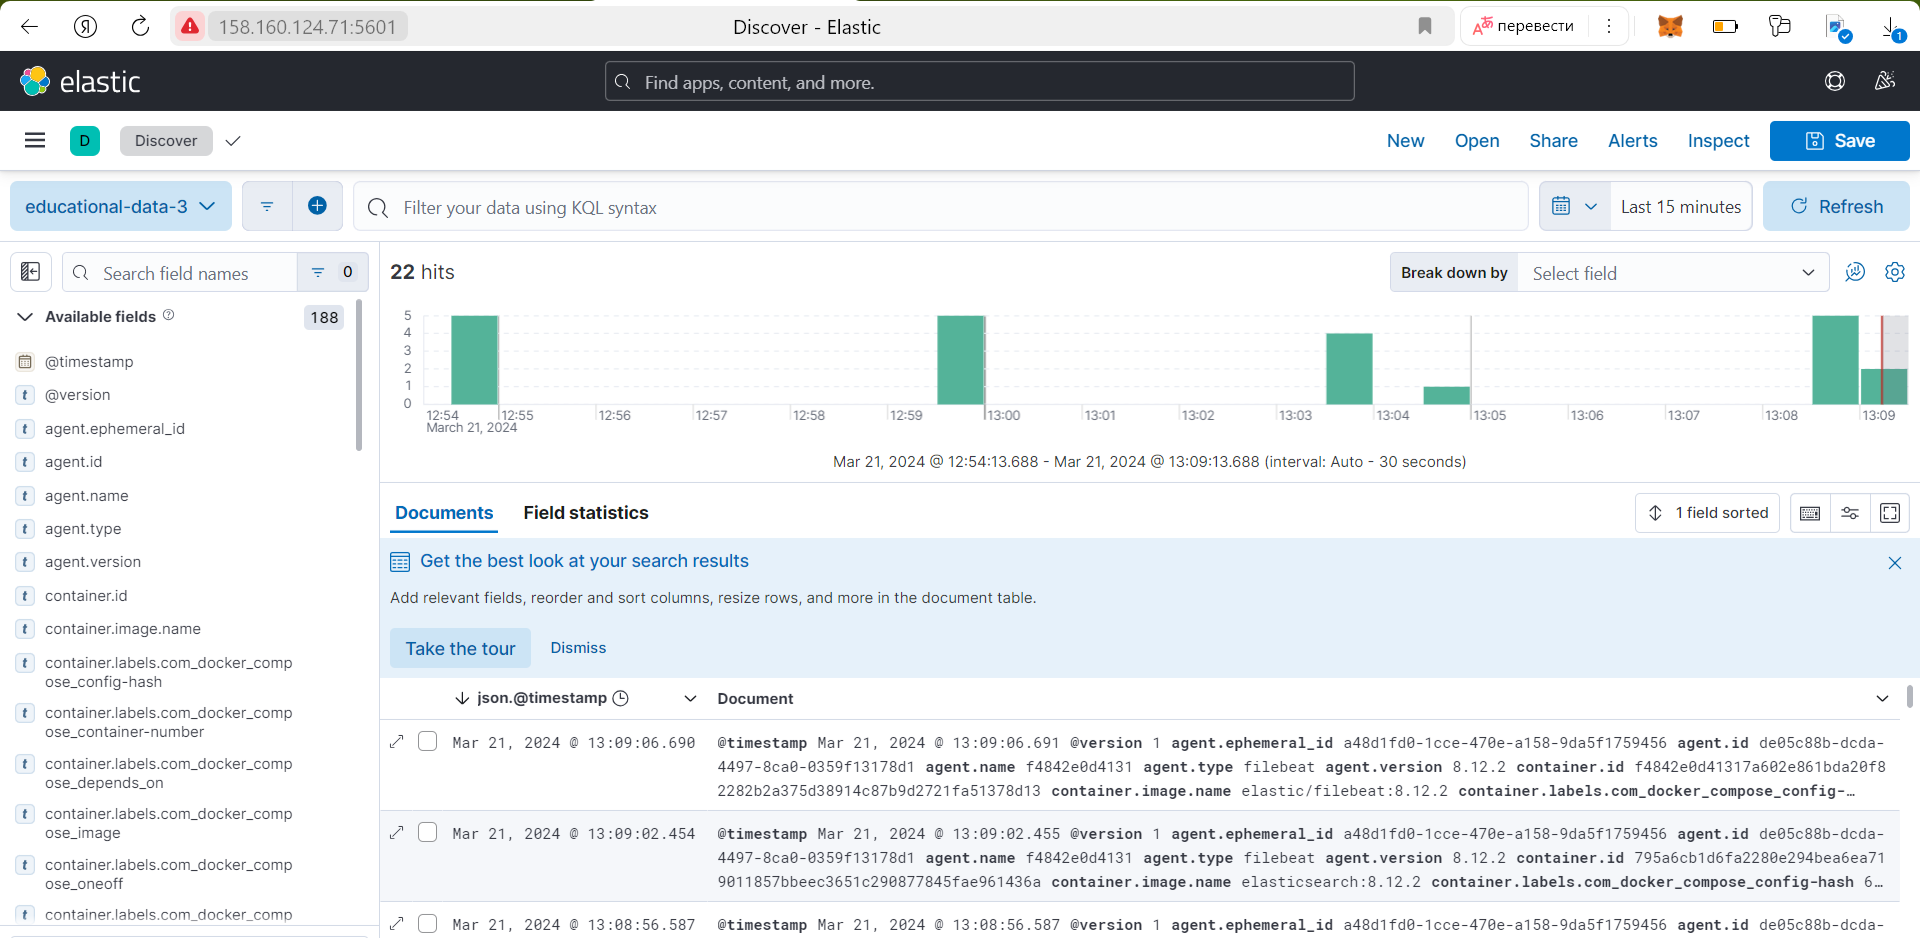 158.160.124.71:5601
Discover - Elastic
перевести
1
elastic
Find apps, content, and more.
D
Discover
New
Open
Share
Alerts
Inspect
Save
educational-data-3
Filter your data using KQL syntax
Last 15 minutes
Refresh
Search field names
0
Available fields
188
@timestamp
t @version
t agent.ephemeral_id
t agent.id
t agent.name
t agent.type
t agent.version
t container.id
t container.image.name
t container.labels.com_docker_comp
ose_config-hash
t container.labels.com_docker_comp
ose_container-number
t container.labels.com_docker_comp
ose_depends_on
t container.labels.com_docker_comp
ose_image
t container.labels.com_docker_comp
ose_oneoff
t container.labels.com_docker_comp
22 hits
Break down by
Select field
5
4
3
2
1
0
12:54 12:55 12:56 12:57 12:58 12:59 13:00 13:01 13:02 13:03 13:04 13:05 13:06 13:07 13:08 13:09
March 21, 2024
Mar 21, 2024 @ 12:54:13.688 - Mar 21, 2024 @ 13:09:13.688 (interval: Auto - 30 seconds)
Documents
Field statistics
1 field sorted
Get the best look at your search results
Add relevant fields, reorder and sort columns, resize rows, and more in the document table.
Take the tour
Dismiss
json.@timestamp
Document
Mar 21, 2024 @ 13:09:06.690
@timestamp Mar 21, 2024 @ 13:09:06.691 @version 1 agent.ephemeral_id a48d1fd0-1cce-470e-a158-9da5f1759456 agent.id de05c88b-dcda-
4497-8ca0-0359f13178d1 agent.name f4842e0d4131 agent.type filebeat agent.version 8.12.2 container.id f4842e0d41317a602e861bda20f8
2282b2a375d38914c87b9d2721fa51378d13 container.image.name elastic/filebeat:8.12.2 container.labels.com_docker_compose_config-…
Mar 21, 2024 @ 13:09:02.454
@timestamp Mar 21, 2024 @ 13:09:02.455 @version 1 agent.ephemeral_id a48d1fd0-1cce-470e-a158-9da5f1759456 agent.id de05c88b-dcda-
4497-8ca0-0359f13178d1 agent.name f4842e0d4131 agent.type filebeat agent.version 8.12.2 container.id 795a6cb1d6fa2280e294bea6ea71
9011857bbeec3651c290877845fae961436a container.image.name elasticsearch:8.12.2 container.labels.com_docker_compose_config-hash 6…
Mar 21, 2024 @ 13:08:56.587
@timestamp Mar 21, 2024 @ 13:08:56.587 @version 1 agent.ephemeral_id a48d1fd0-1cce-470e-a158-9da5f1759456 agent.id de05c88b-dcda-